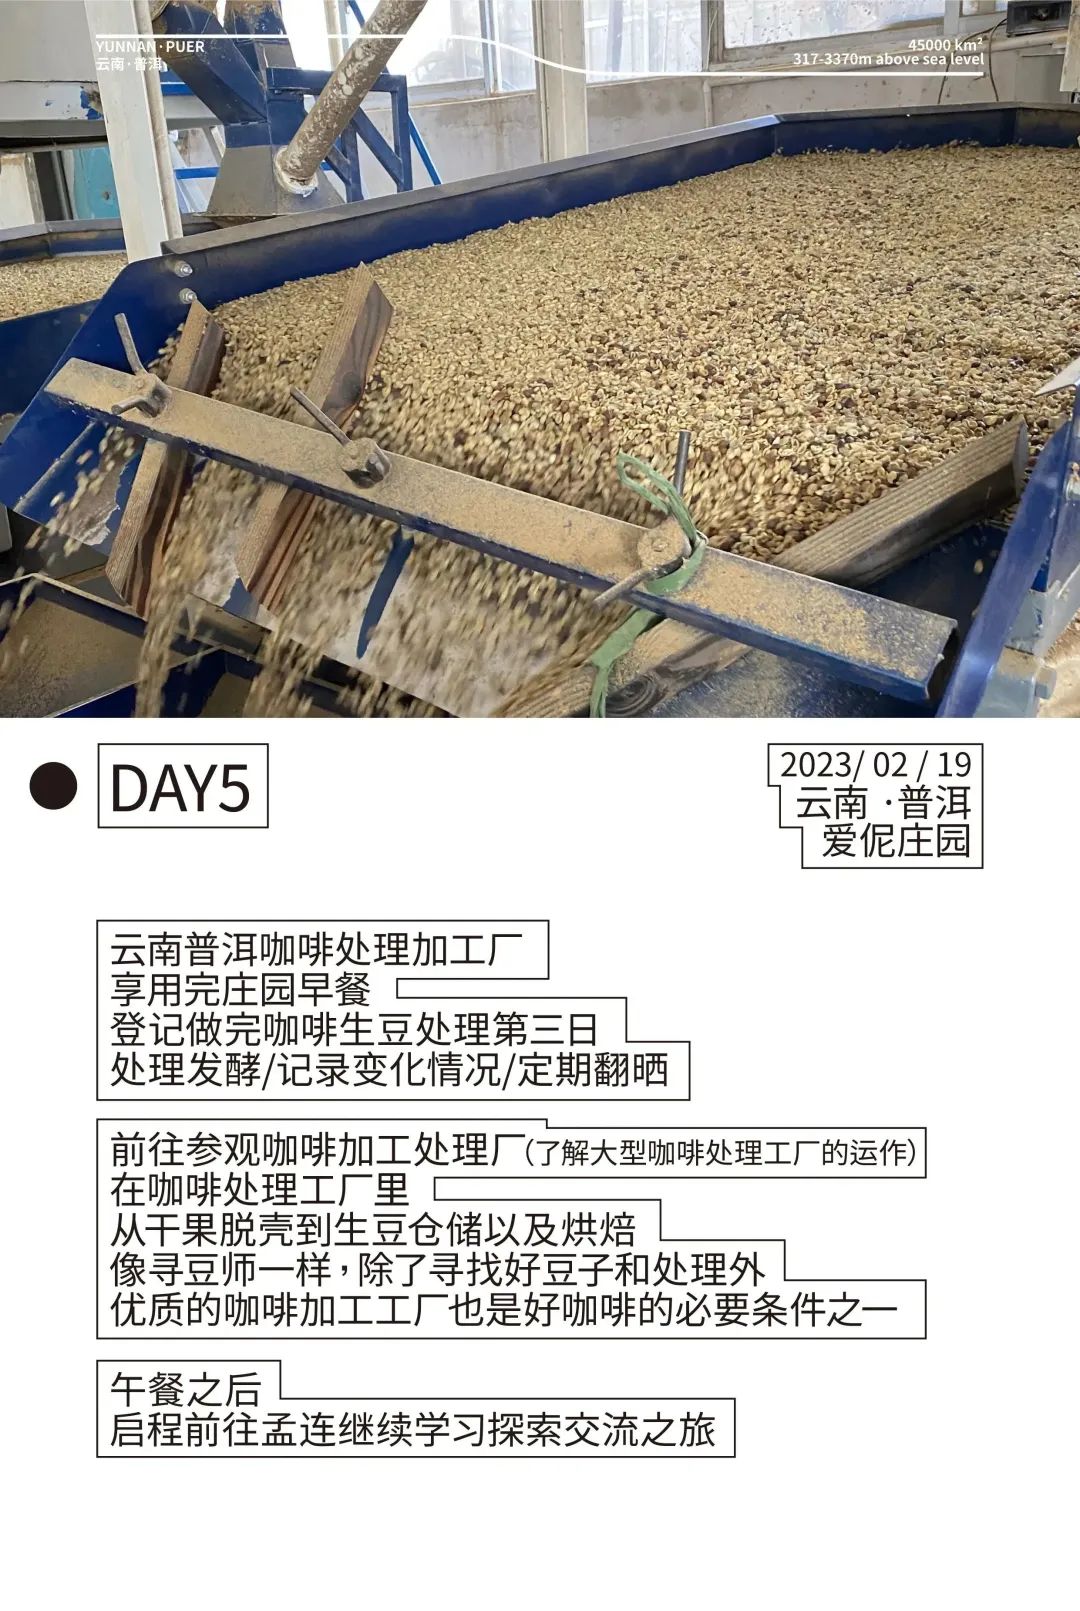 YUNNAN·PUER
云南·普洱
45000 km²
317-3370m above sea level
DAY5
2023/ 02 / 19
云南 ·普洱
爱伲庄园
云南普洱咖啡处理加工厂
享用完庄园早餐
登记做完咖啡生豆处理第三日
处理发酵/记录变化情况/定期翻晒
前往参观咖啡加工处理厂(了解大型咖啡处理工厂的运作)
在咖啡处理工厂里
从干果脱壳到生豆仓储以及烘焙
像寻豆师一样，除了寻找好豆子和处理外
优质的咖啡加工工厂也是好咖啡的必要条件之一
午餐之后
启程前往孟连继续学习探索交流之旅